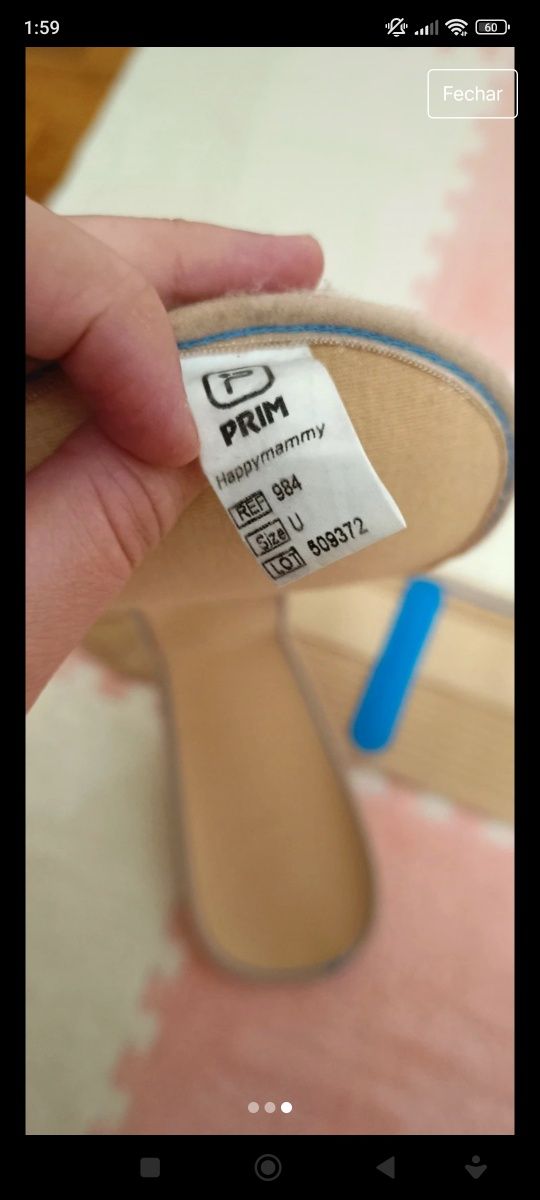 1:59
60
Fechar
PRIM
Happymammy
REF 984
Size U
LOT 509372